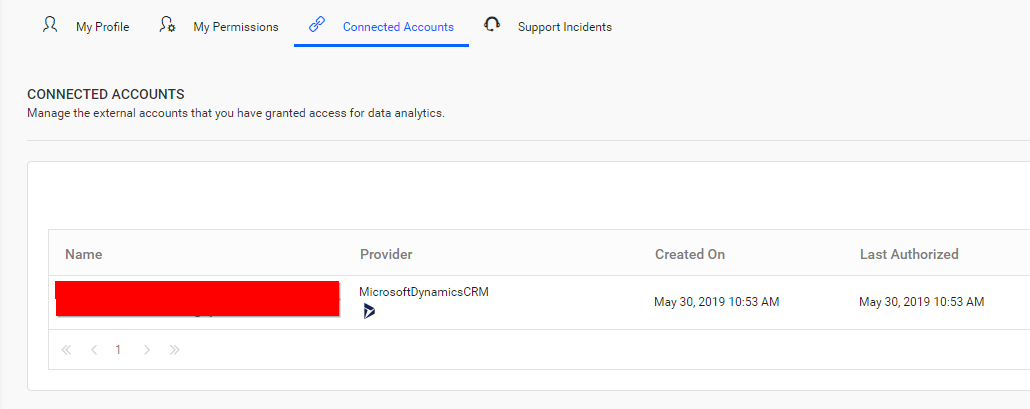 My Profile My Permissions Connected Accounts Support Incidents
CONNECTED ACCOUNTS
Manage the external accounts that you have granted access for data analytics.
Name Provider Created On Last Authorized
MicrosoftDynamicsCRM
May 30, 2019 10:53 AM May 30, 2019 10:53 AM
1